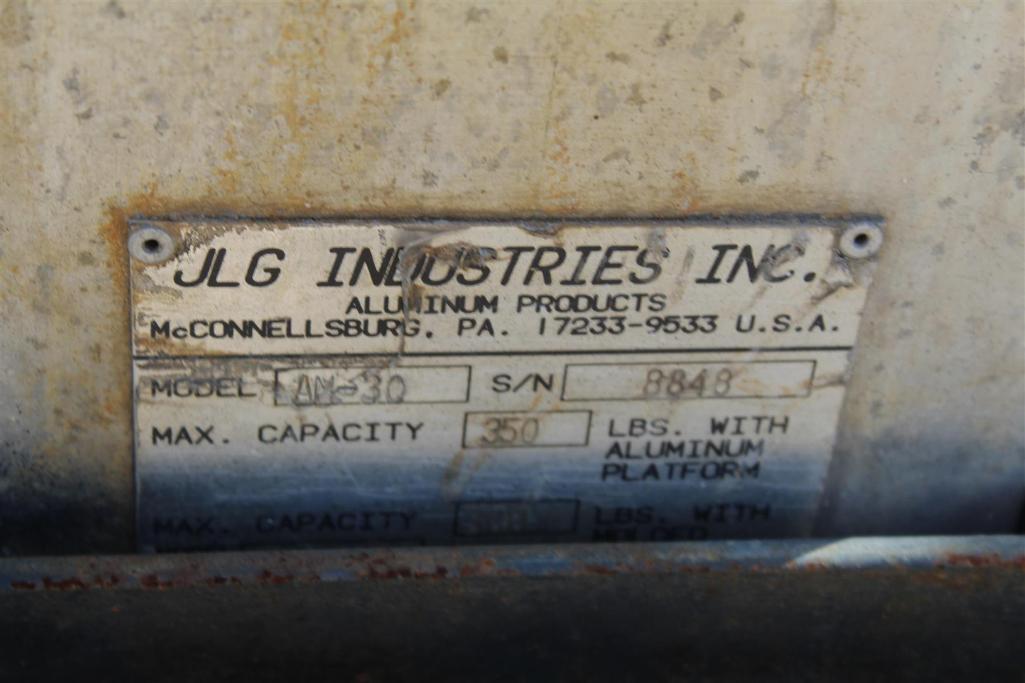 JLG INDUSTRIES INC.
ALUMINUM PRODUCTS
McCONNELLSBURG, PA. 17233-9533 U.S.A.
MODEL AM-30 S/N 8848
MAX. CAPACITY 350 LBS. WITH
ALUMINUM
PLATFORM
MAX. CAPACITY LBS. WITH
MOLDED